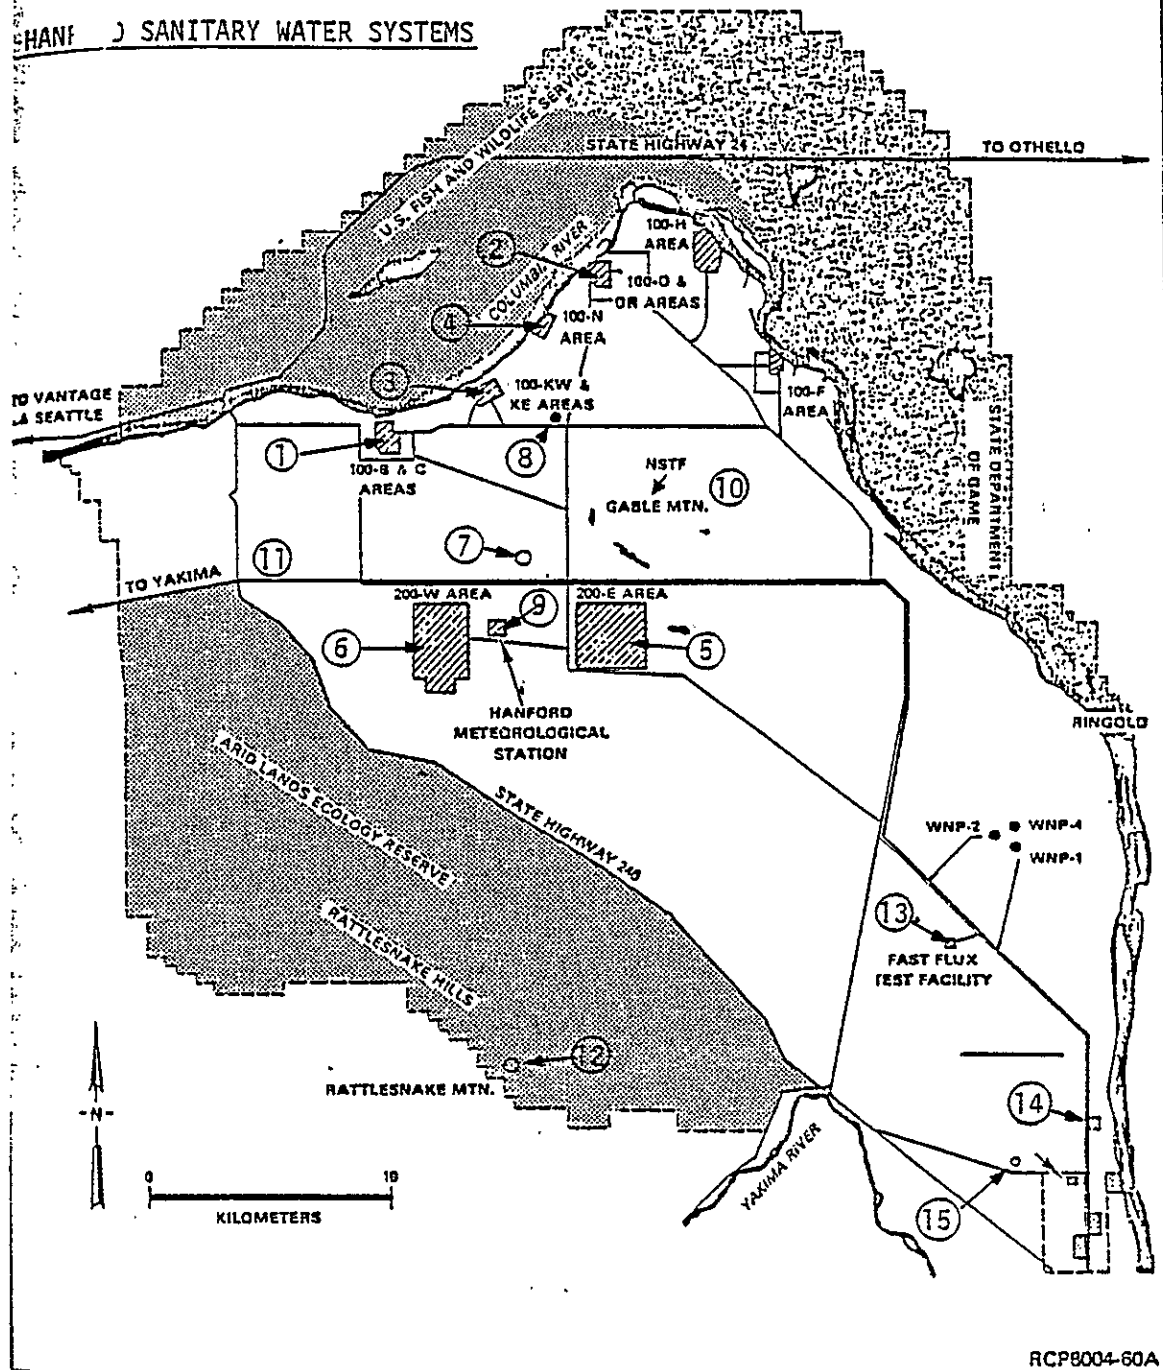 SANITARY WATER SYSTEMS
U.S. FISH AND WILDLIFE SERVICE
STATE HIGHWAY 24
TO OTHELLO
COLUMBIA RIVER
2
100-H
AREA
100-D &
DR AREAS
4
100-N
AREA
3
100-KW &
KE AREAS
TO VANTAGE
& SEATTLE
100-F
AREA
STATE DEPARTMENT
OF GAME
1
8
100-B & C
AREAS
NSTF
GABLE MTN.
10
7
11
TO YAKIMA
200-W AREA
9
200-E AREA
6
5
HANFORD
METEOROLOGICAL
STATION
RINGOLD
ARID LANDS ECOLOGY RESERVE
STATE HIGHWAY 240
WNP-2
WNP-4
WNP-1
RATTLESNAKE HILLS
13
FAST FLUX
TEST FACILITY
12
RATTLESNAKE MTN.
-N-
14
YAKIMA RIVER
0 10
KILOMETERS
15
RCP8004-60A